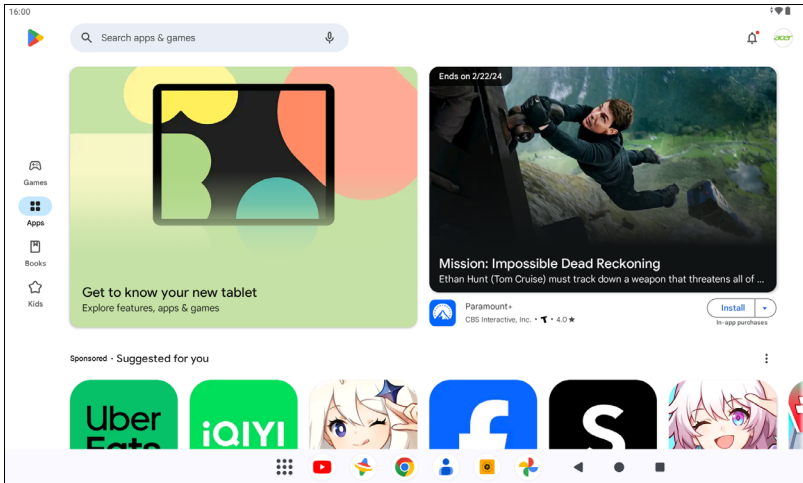 16:00
Search apps & games
acer
Games
Apps
Books
Kids
Get to know your new tablet
Explore features, apps & games
Ends on 2/22/24
Mission: Impossible Dead Reckoning
Ethan Hunt (Tom Cruise) must track down a weapon that threatens all of ...
Paramount+
CBS Interactive, Inc. • T • 4.0 ★
Install
In-app purchases
Sponsored · Suggested for you
Uber
Eats
iQIYI
f
S